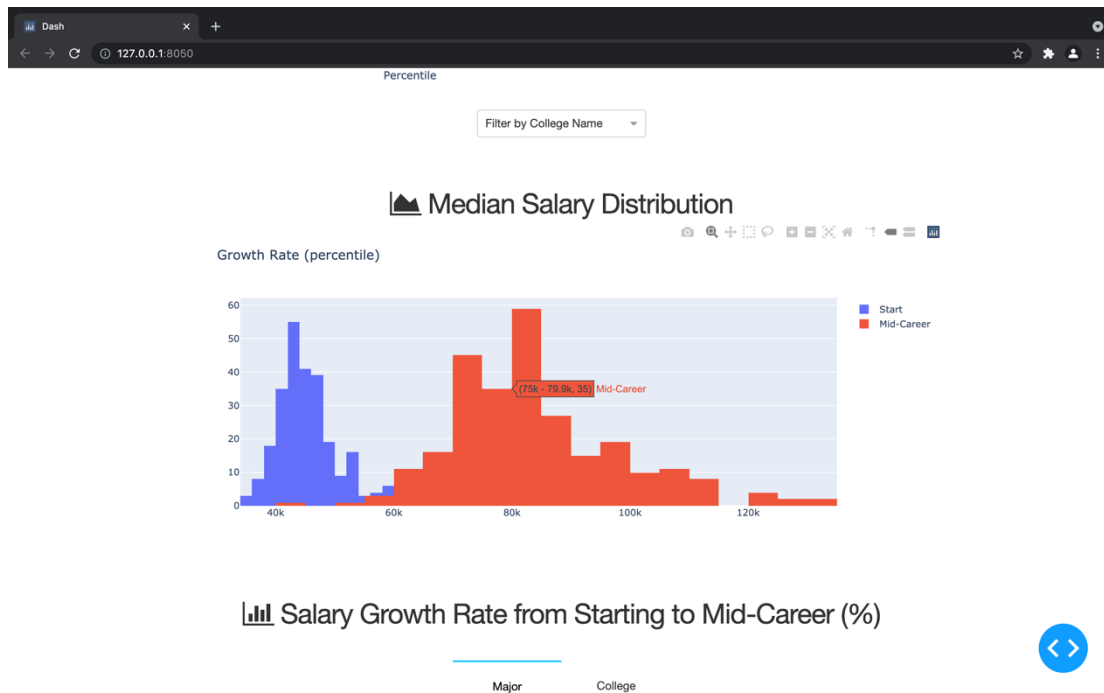 Dash
127.0.0.1:8050
Percentile
Filter by College Name
Median Salary Distribution
Growth Rate (percentile)
60
50
40
30
20
10
0
40k
60k
80k
100k
120k
(75k - 79.9k, 35) Mid-Career
Start
Mid-Career
Salary Growth Rate from Starting to Mid-Career (%)
Major College